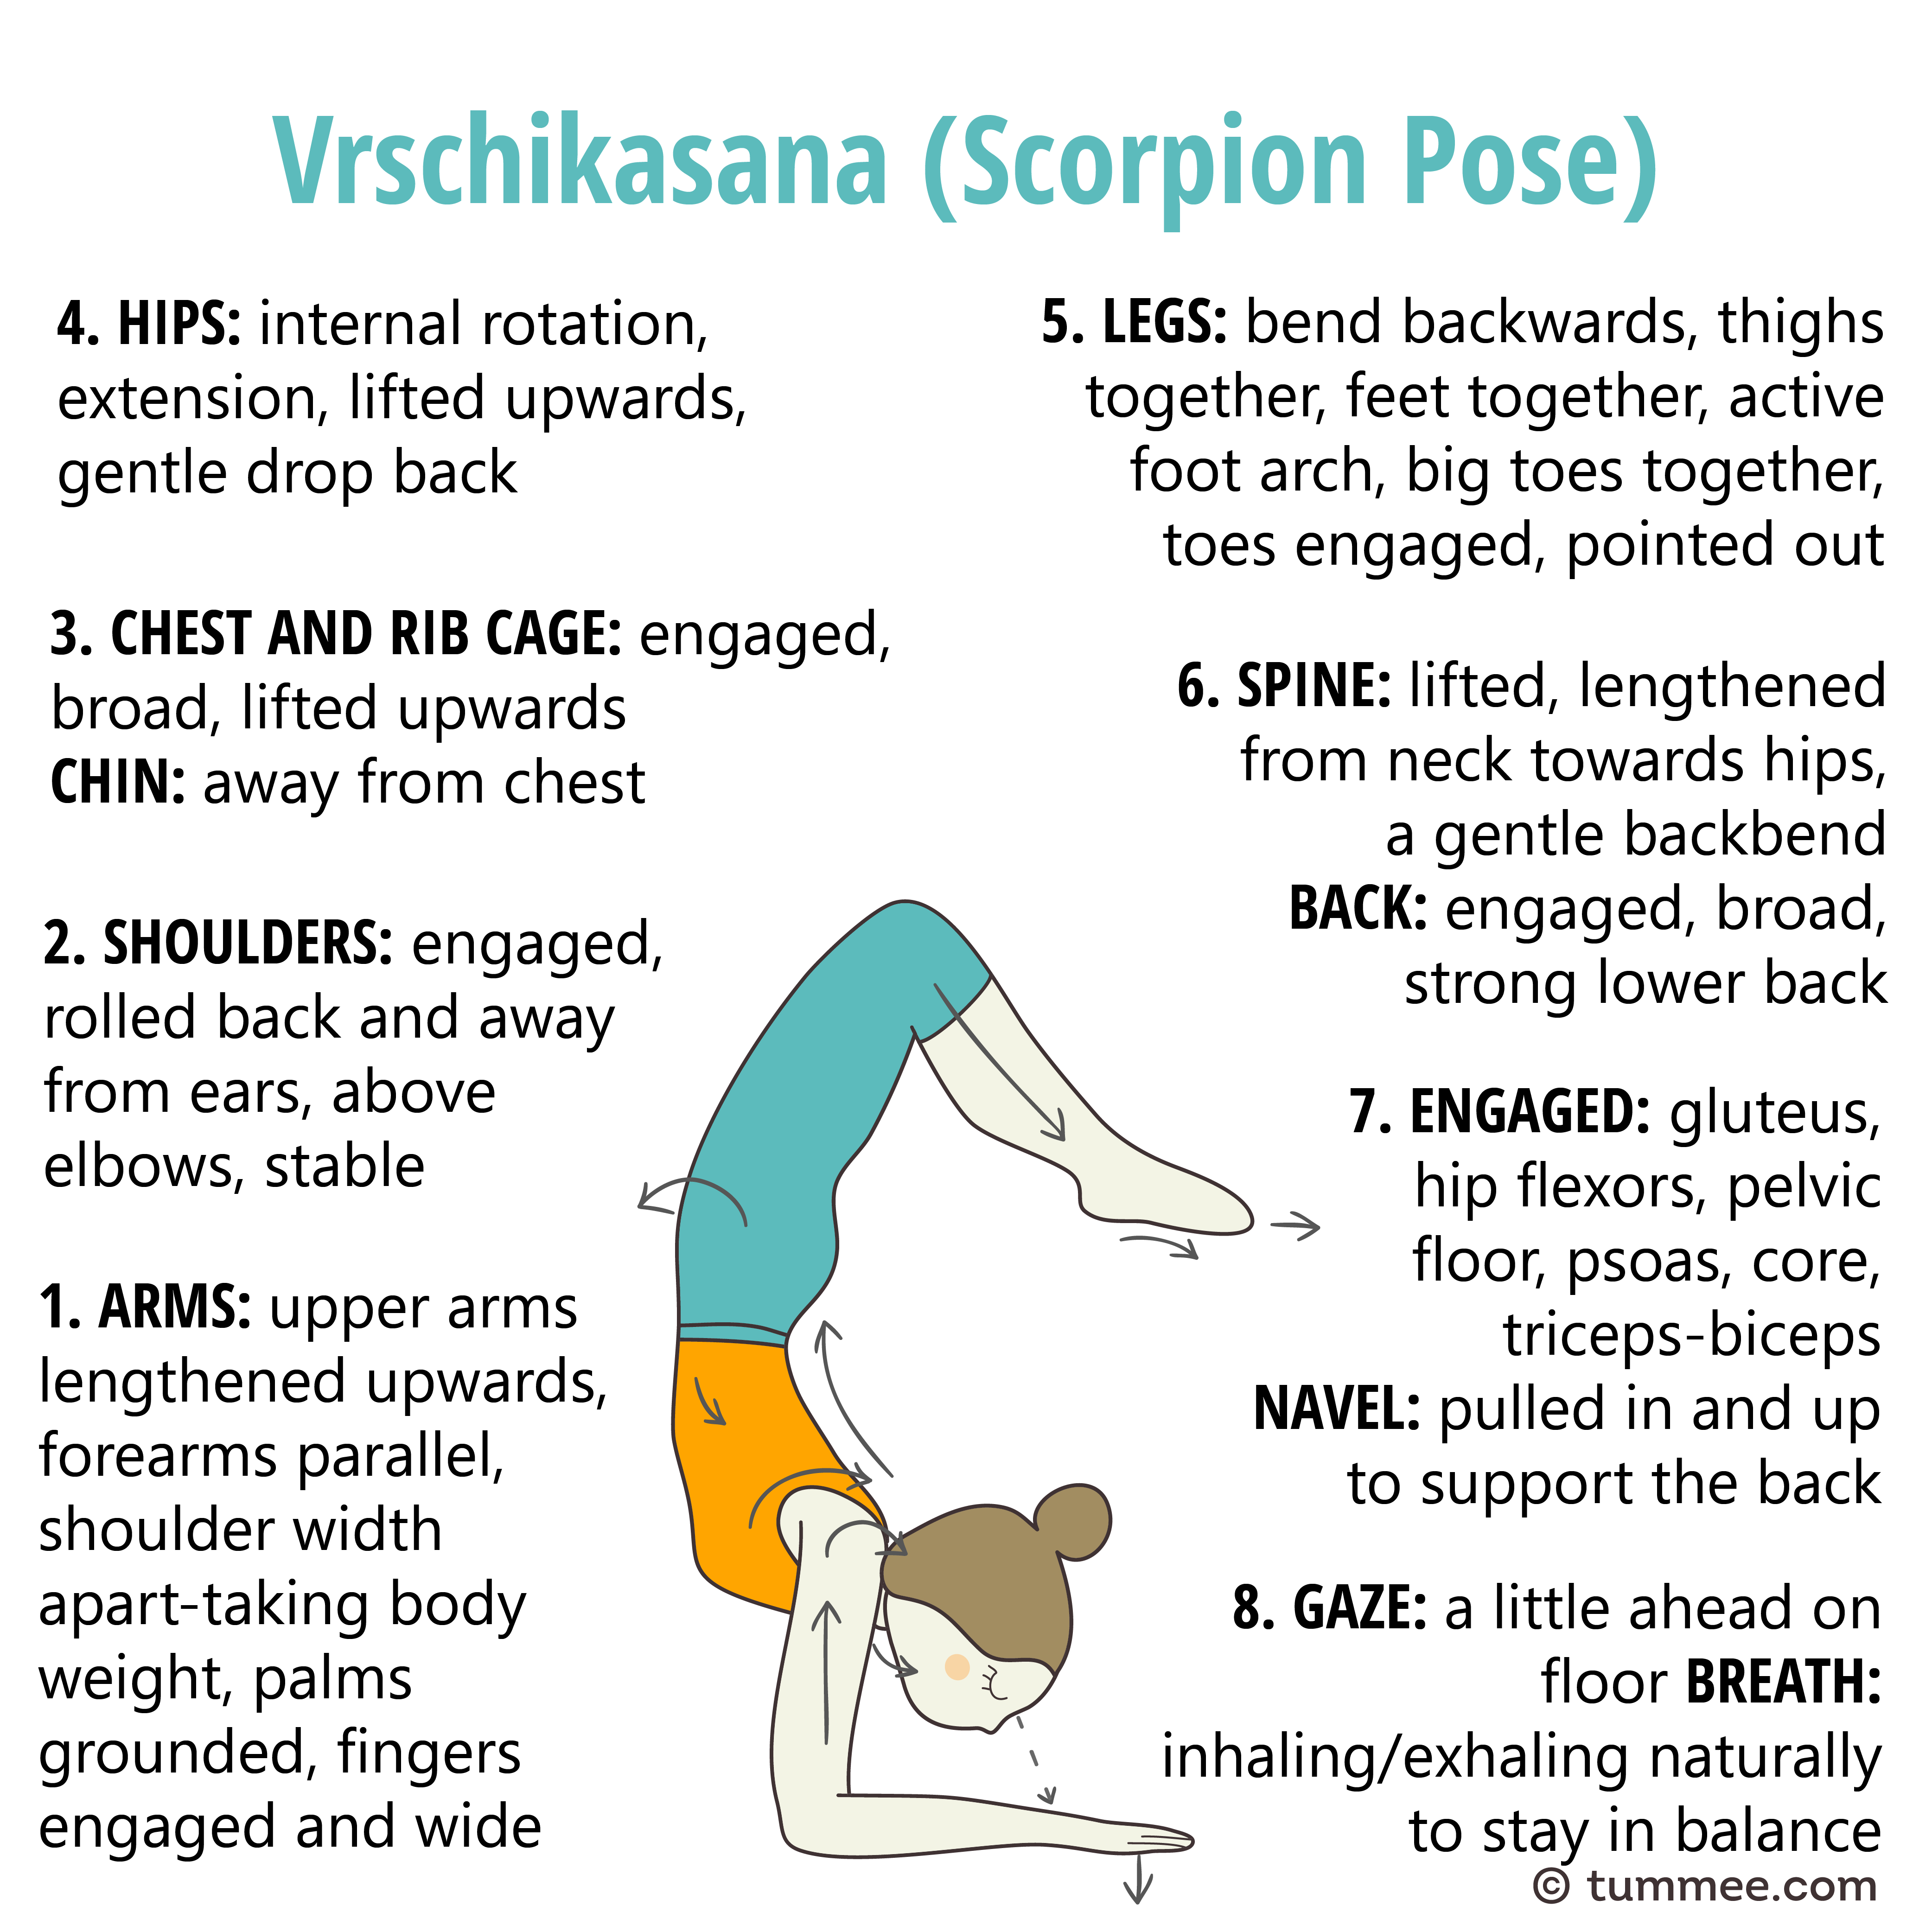 Vrschikasana (Scorpion Pose)
4. HIPS: internal rotation,
extension, lifted upwards,
gentle drop back
3. CHEST AND RIB CAGE: engaged,
broad, lifted upwards
CHIN: away from chest
2. SHOULDERS: engaged,
rolled back and away
from ears, above
elbows, stable
1. ARMS: upper arms
lengthened upwards,
forearms parallel,
shoulder width
apart-taking body
weight, palms
grounded, fingers
engaged and wide
5. LEGS: bend backwards, thighs
together, feet together, active
foot arch, big toes together,
toes engaged, pointed out
6. SPINE: lifted, lengthened
from neck towards hips,
a gentle backbend
BACK: engaged, broad,
strong lower back
7. ENGAGED: gluteus,
hip flexors, pelvic
floor, psoas, core,
triceps-biceps
NAVEL: pulled in and up
to support the back
8. GAZE: a little ahead on
floor BREATH:
inhaling/exhaling naturally
to stay in balance
© tummee.com